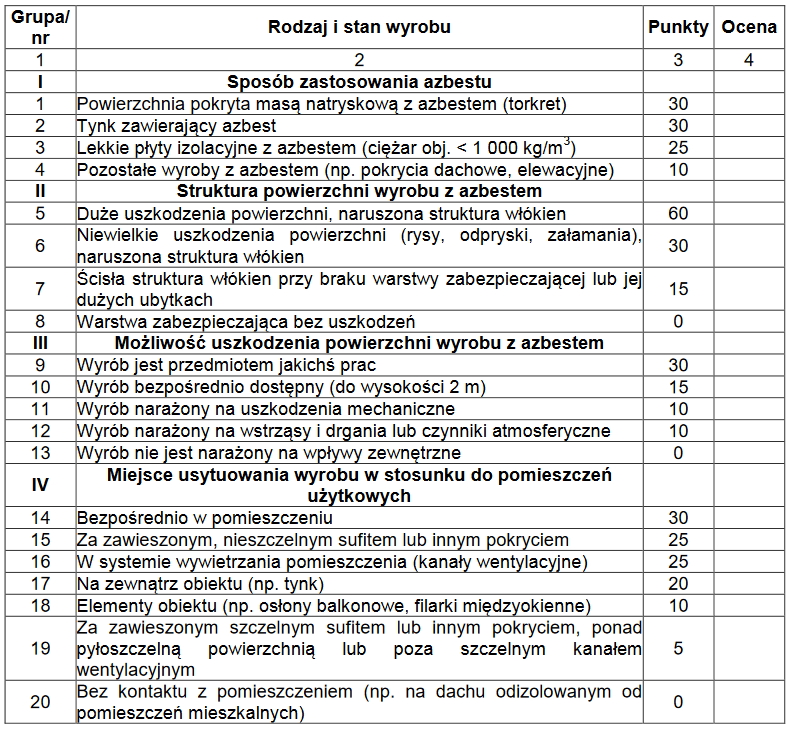 Grupa/ nr Rodzaj i stan wyrobu Punkty Ocena
1 2 3 4
I Sposób zastosowania azbestu
1 Powierzchnia pokryta masą natryskową z azbestem (torkret) 30
2 Tynk zawierający azbest 30
3 Lekkie płyty izolacyjne z azbestem (ciężar obj. < 1 000 kg/m³) 25
4 Pozostałe wyroby z azbestem (np. pokrycia dachowe, elewacyjne) 10
II Struktura powierzchni wyrobu z azbestem
5 Duże uszkodzenia powierzchni, naruszona struktura włókien 60
6 Niewielkie uszkodzenia powierzchni (rysy, odpryski, załamania),
naruszona struktura włókien 30
7 Ścisła struktura włókien przy braku warstwy zabezpieczającej lub jej
dużych ubytkach 15
8 Warstwa zabezpieczająca bez uszkodzeń 0
III Możliwość uszkodzenia powierzchni wyrobu z azbestem
9 Wyrób jest przedmiotem jakichś prac 30
10 Wyrób bezpośrednio dostępny (do wysokości 2 m) 15
11 Wyrób narażony na uszkodzenia mechaniczne 10
12 Wyrób narażony na wstrząsy i drgania lub czynniki atmosferyczne 10
13 Wyrób nie jest narażony na wpływy zewnętrzne 0
IV Miejsce usytuowania wyrobu w stosunku do pomieszczeń
użytkowych
14 Bezpośrednio w pomieszczeniu 30
15 Za zawieszonym, nieszczelnym sufitem lub innym pokryciem 25
16 W systemie wywietrzania pomieszczenia (kanały wentylacyjne) 25
17 Na zewnątrz obiektu (np. tynk) 20
18 Elementy obiektu (np. osłony balkonowe, filarki międzyokienne) 10
19 Za zawieszonym szczelnym sufitem lub innym pokryciem, ponad
pyłoszczelną powierzchnią lub poza szczelnym kanałem
wentylacyjnym 5
20 Bez kontaktu z pomieszczeniem (np. na dachu odizolowanym od
pomieszczeń mieszkalnych) 0